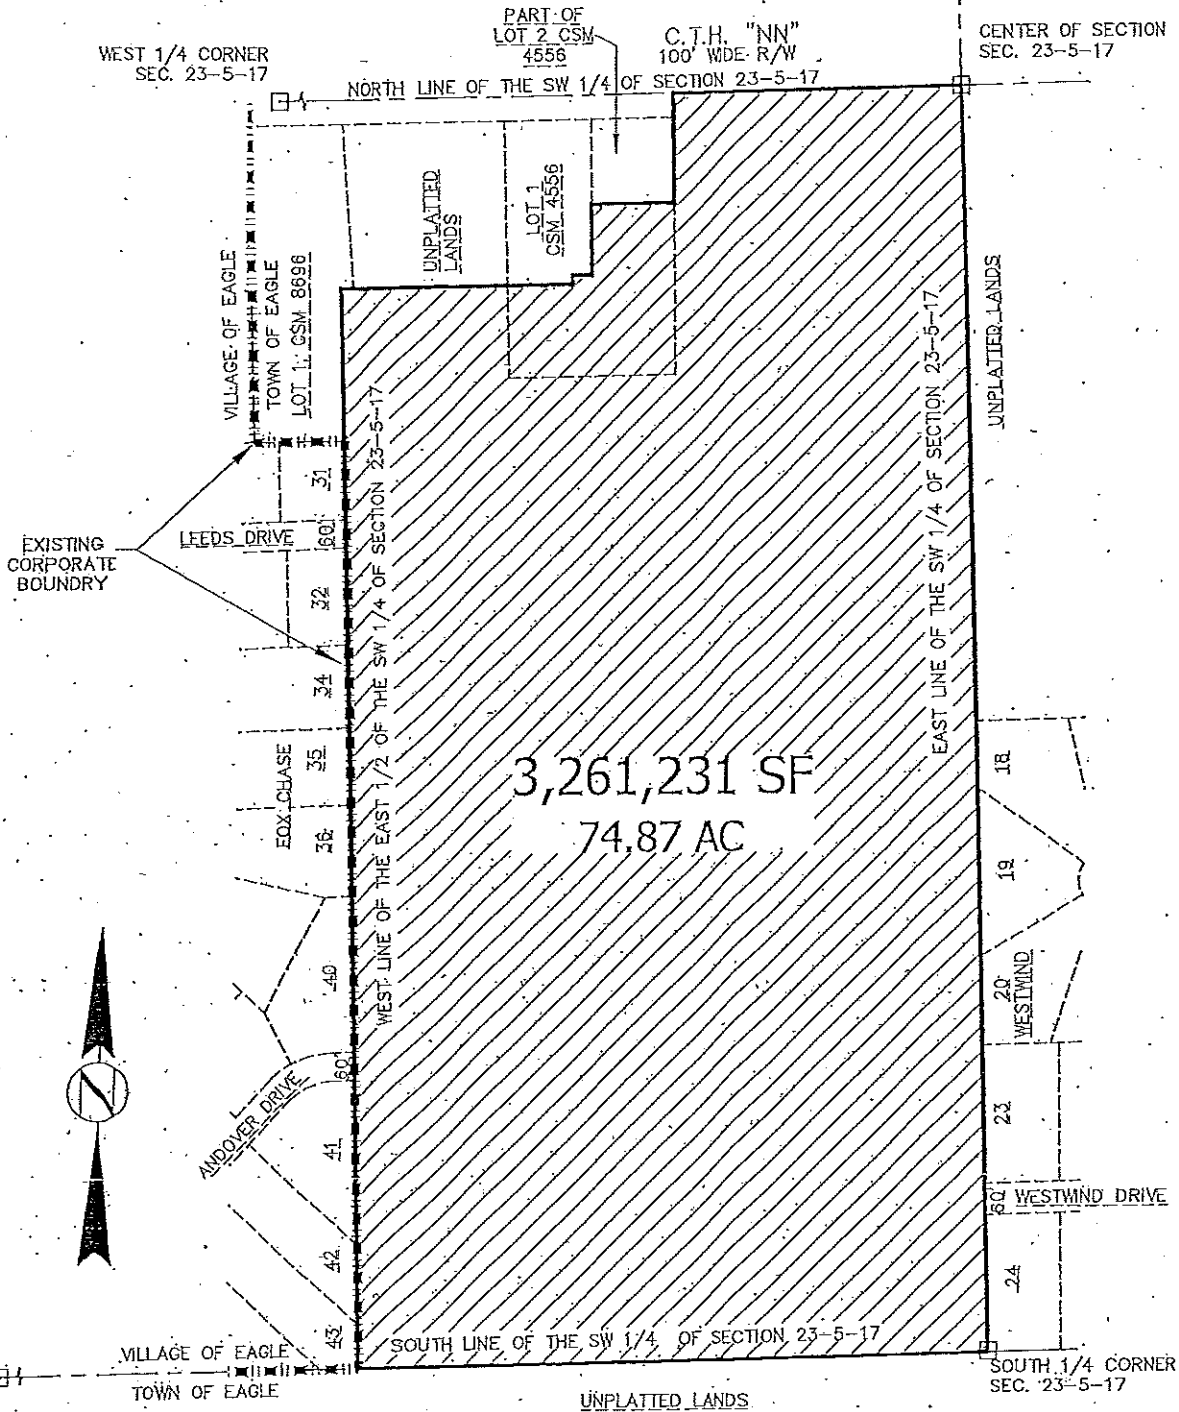 PART OF
LOT 2 CSM
4556
C.T.H. "NN"
100' WIDE R/W
CENTER OF SECTION
SEC. 23-5-17
WEST 1/4 CORNER
SEC. 23-5-17
NORTH LINE OF THE SW 1/4 OF SECTION 23-5-17
UNPLATTED
LANDS
LOT 1
CSM 4556
VILLAGE OF EAGLE
TOWN OF EAGLE
LOT 1, CSM 8696
UNPLATTED LANDS
EXISTING
CORPORATE
BOUNDRY
31
LEEDS DRIVE
60'
32
34
FOX CHASE
35
36
40
60'
ANDOVER DRIVE
41
42
43
WEST LINE OF THE EAST 1/2 OF THE SW 1/4 OF SECTION 23-5-17
EAST LINE OF THE SW 1/4 OF SECTION 23-5-17
3,261,231 SF
74.87 AC
18
19
20
WESTWIND
23
60'
WESTWIND DRIVE
24
N
SOUTH LINE OF THE SW 1/4 OF SECTION 23-5-17
VILLAGE OF EAGLE
TOWN OF EAGLE
SOUTH 1/4 CORNER
SEC. 23-5-17
UNPLATTED LANDS